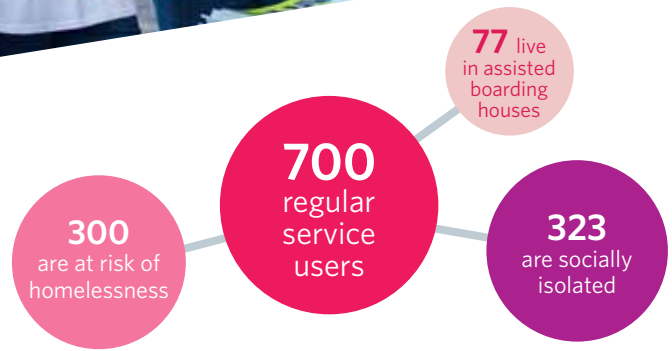 77 live
in assisted
boarding
houses
700
regular
service
users
300
are at risk of
homelessness
323
are socially
isolated